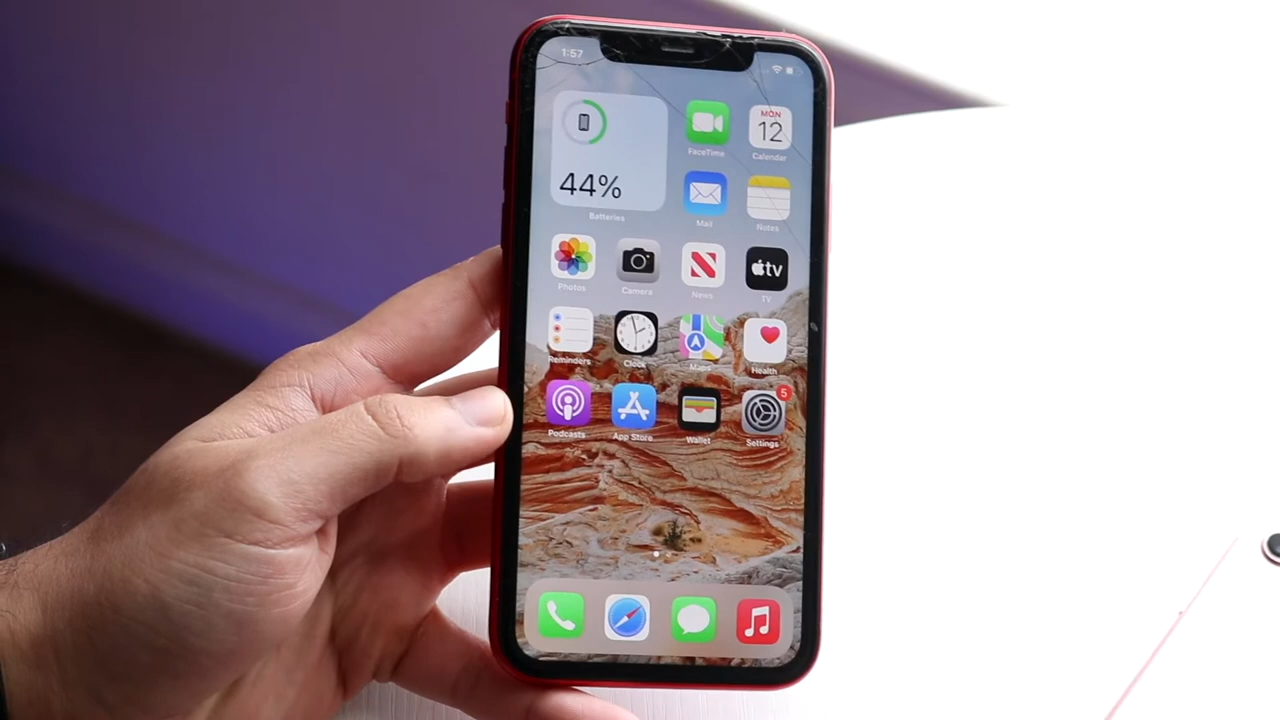 1:57
MON
12
FaceTime
Calendar
44%
Batteries
Mail
Notes
tv
Photos
Camera
News
TV
Reminders
Clock
Maps
Health
5
Podcasts
App Store
Wallet
Settings